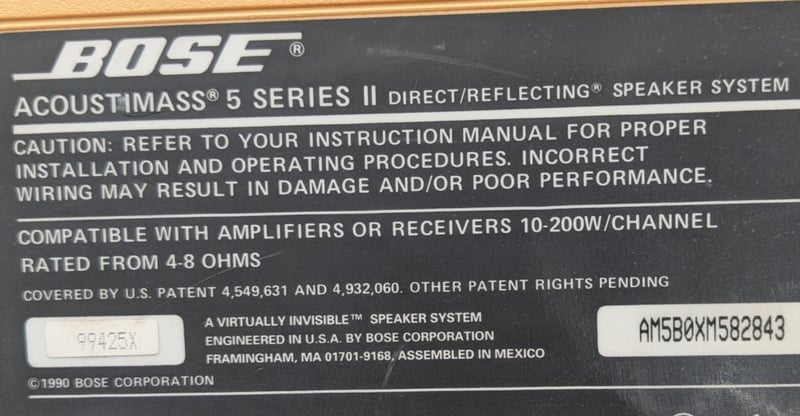 BOSE®
ACOUSTIMASS® 5 SERIES II DIRECT/REFLECTING® SPEAKER SYSTEM
CAUTION: REFER TO YOUR INSTRUCTION MANUAL FOR PROPER
INSTALLATION AND OPERATING PROCEDURES. INCORRECT
WIRING MAY RESULT IN DAMAGE AND/OR POOR PERFORMANCE.
COMPATIBLE WITH AMPLIFIERS OR RECEIVERS 10-200W/CHANNEL
RATED FROM 4-8 OHMS
COVERED BY U.S. PATENT 4,549,631 AND 4,932,060. OTHER PATENT RIGHTS PENDING
99425X
A VIRTUALLY INVISIBLE™ SPEAKER SYSTEM
ENGINEERED IN U.S.A. BY BOSE CORPORATION
FRAMINGHAM, MA 01701-9168, ASSEMBLED IN MEXICO
AM5B0XM582843
©1990 BOSE CORPORATION